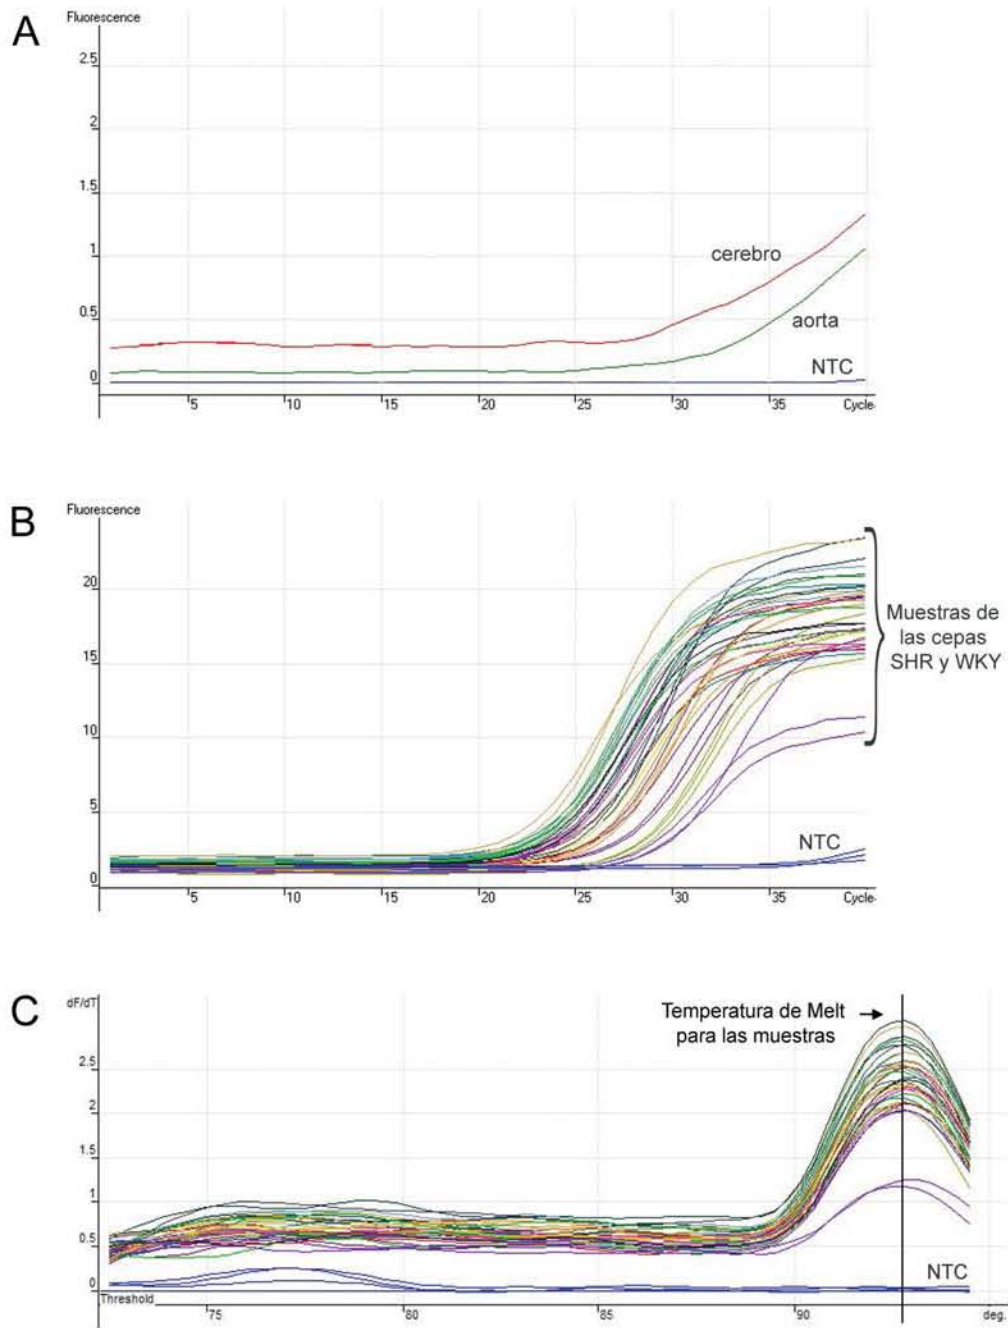 A
Fluorescence
2.5
2
1.5
1
0.5
0
cerebro
aorta
NTC
5 10 15 20 25 30 35 Cycle
B
Fluorescence
20
15
10
5
0
Muestras de
las cepas
SHR y WKY
NTC
5 10 15 20 25 30 35 Cycle
C
dF/dT
Temperatura de Melt
para las muestras
2.5
2
1.5
1
0.5
0
NTC
Threshold
75 80 85 90 deg.